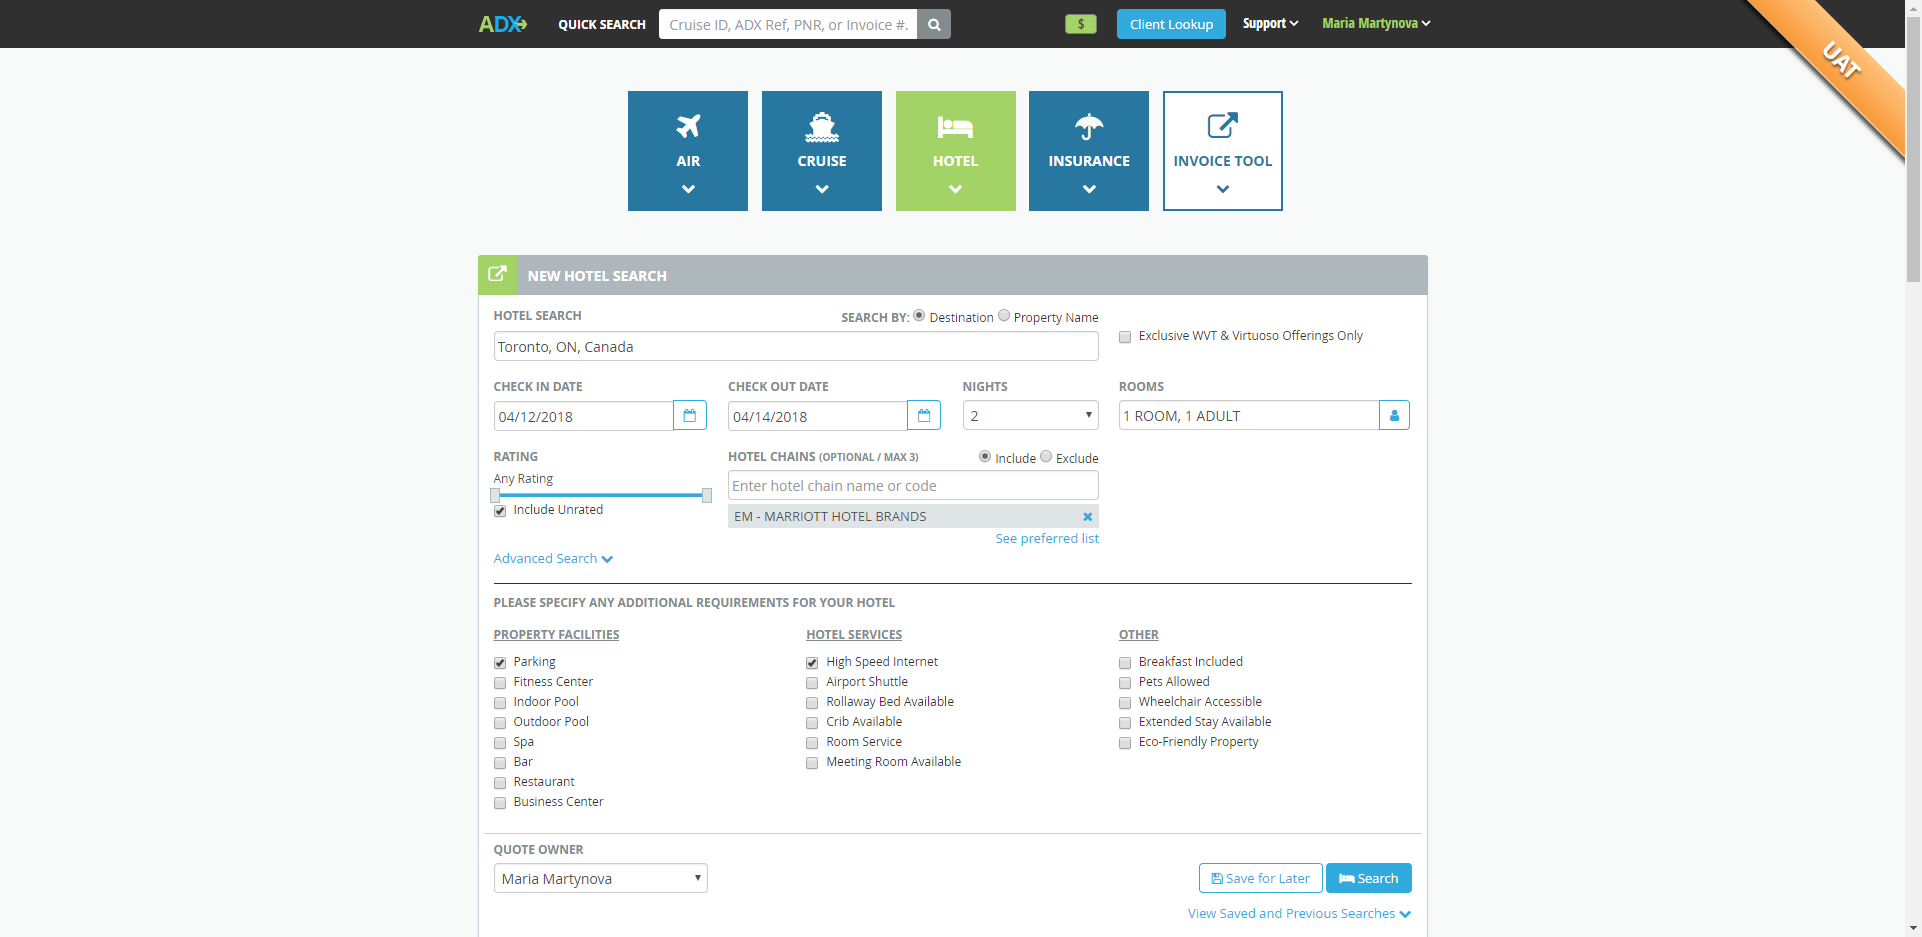 ADX QUICK SEARCH Cruise ID, ADX Ref, PNR, or Invoice #. $ Client Lookup Support Maria Martynova
UAT
AIR CRUISE HOTEL INSURANCE INVOICE TOOL
NEW HOTEL SEARCH
HOTEL SEARCH SEARCH BY: Destination Property Name
Toronto, ON, Canada
Exclusive WVT & Virtuoso Offerings Only
CHECK IN DATE CHECK OUT DATE NIGHTS ROOMS
04/12/2018 04/14/2018 2 1 ROOM, 1 ADULT
RATING HOTEL CHAINS (OPTIONAL / MAX 3) Include Exclude
Any Rating
Enter hotel chain name or code
Include Unrated
EM - MARRIOTT HOTEL BRANDS
See preferred list
Advanced Search
PLEASE SPECIFY ANY ADDITIONAL REQUIREMENTS FOR YOUR HOTEL
PROPERTY FACILITIES
Parking
Fitness Center
Indoor Pool
Outdoor Pool
Spa
Bar
Restaurant
Business Center
HOTEL SERVICES
High Speed Internet
Airport Shuttle
Rollaway Bed Available
Crib Available
Room Service
Meeting Room Available
OTHER
Breakfast Included
Pets Allowed
Wheelchair Accessible
Extended Stay Available
Eco-Friendly Property
QUOTE OWNER
Maria Martynova
Save for Later Search
View Saved and Previous Searches